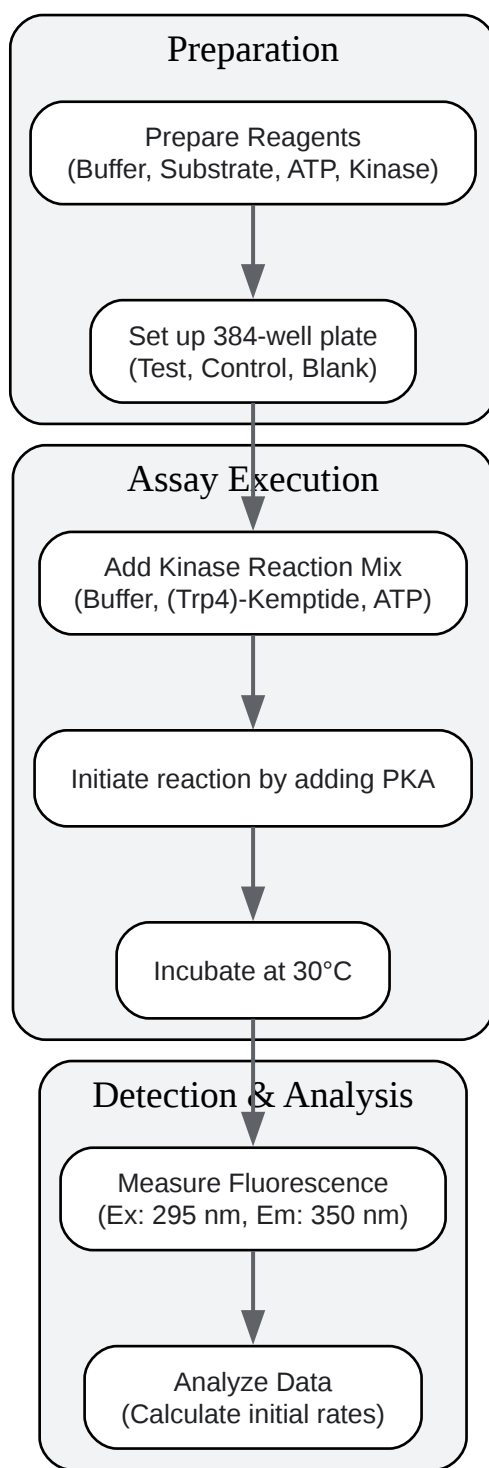 Preparation
Prepare Reagents
(Buffer, Substrate, ATP, Kinase)
Set up 384-well plate
(Test, Control, Blank)
Assay Execution
Add Kinase Reaction Mix
(Buffer, (Trp4)-Kemptide, ATP)
Initiate reaction by adding PKA
Incubate at 30°C
Detection & Analysis
Measure Fluorescence
(Ex: 295 nm, Em: 350 nm)
Analyze Data
(Calculate initial rates)